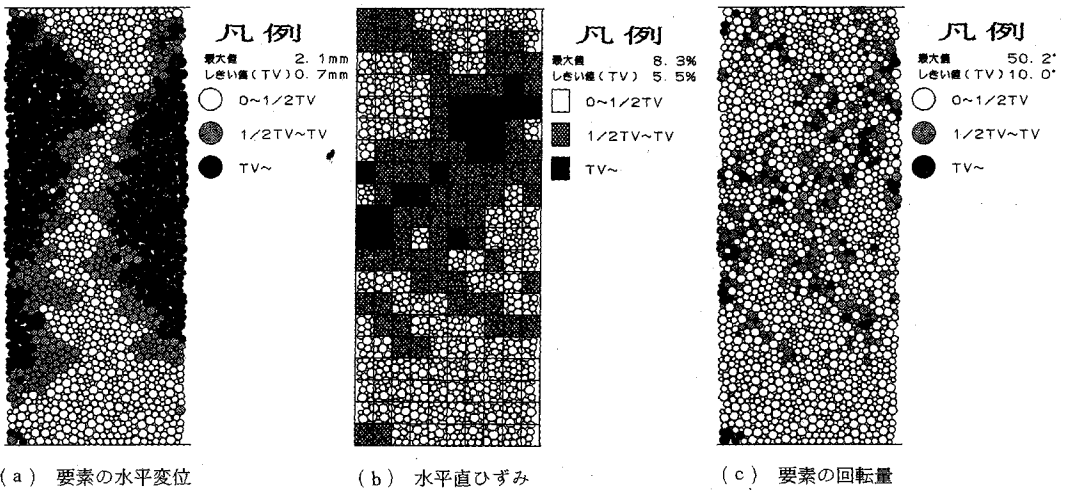 凡例
最大値 2.1mm
しきい値(TV)0.7mm
0~1/2TV
1/2TV~TV
TV~
(a) 要素の水平変位
凡例
最大値 8.3%
しきい値(TV) 5.5%
0~1/2TV
1/2TV~TV
TV~
(b) 水平直ひずみ
凡例
最大値 50.2°
しきい値(TV)10.0°
0~1/2TV
1/2TV~TV
TV~
(c) 要素の回転量